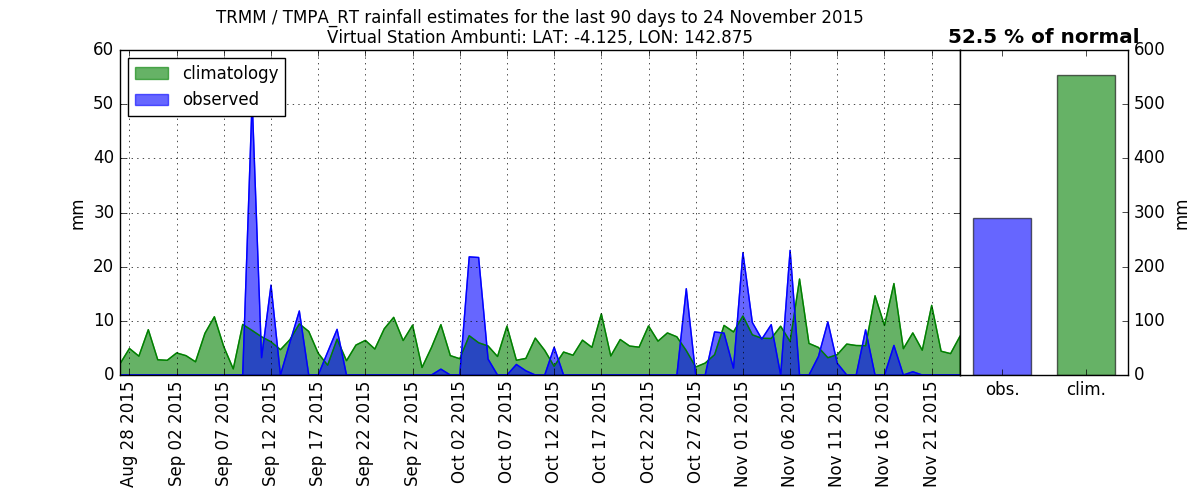 TRMM / TMPA_RT rainfall estimates for the last 90 days to 24 November 2015
Virtual Station Ambunti: LAT: -4.125, LON: 142.875
52.5 % of normal
climatology
observed
60
50
40
30
20
10
0
mm
600
500
400
300
200
100
0
mm
Aug 28 2015
Sep 02 2015
Sep 07 2015
Sep 12 2015
Sep 17 2015
Sep 22 2015
Sep 27 2015
Oct 02 2015
Oct 07 2015
Oct 12 2015
Oct 17 2015
Oct 22 2015
Oct 27 2015
Nov 01 2015
Nov 06 2015
Nov 11 2015
Nov 16 2015
Nov 21 2015
obs.
clim.